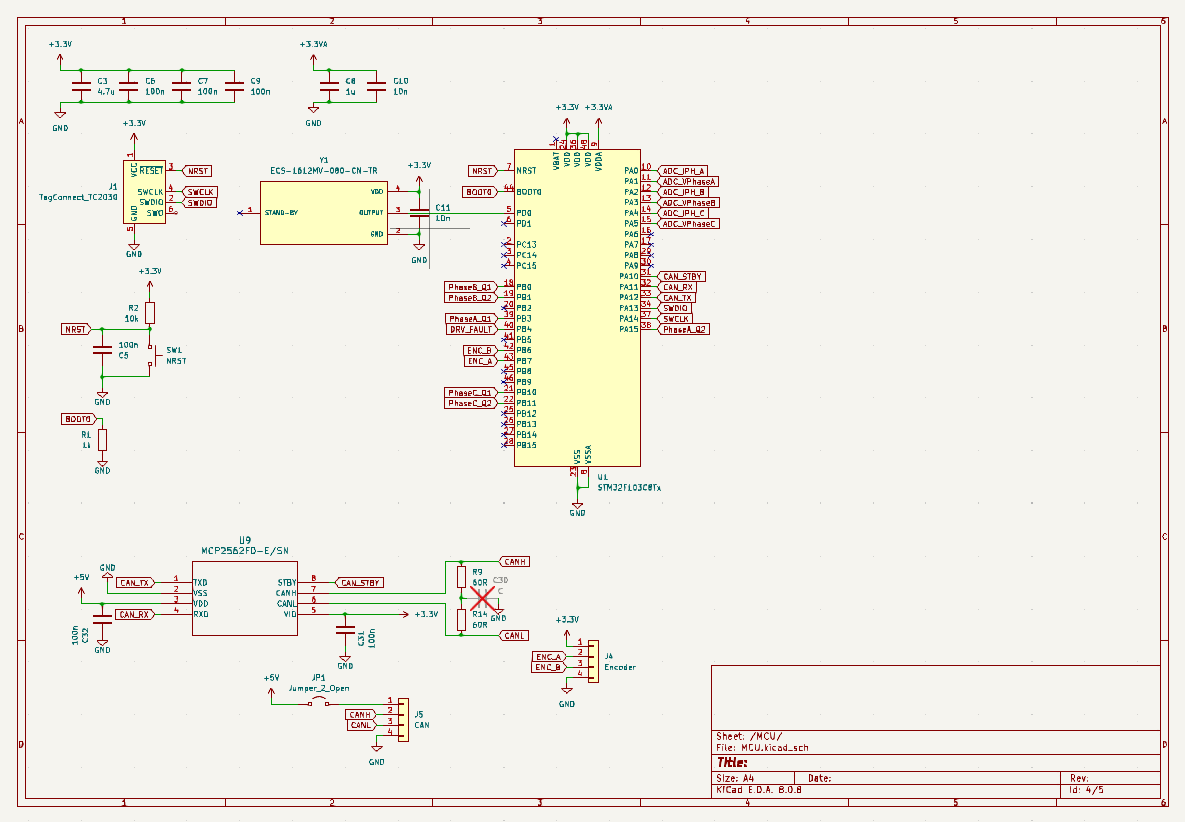 1 2 3 4 5 6
+3.3V
C3
4.7u
C6
100n
C7
100n
C9
100n
GND
+3.3VA
C8
1u
C10
10n
GND
A
A
+3.3V
1
VCC
RESET 3 NRST
SWCLK 4 SWCLK
SWDIO 2 SWDIO
SWO 6
GND
5
J1
TagConnect_TC2030
GND
Y1
ECS-1612MV-080-CN-TR
1 STAND-BY
VDD 4
OUTPUT 3
GND 2
+3.3V
C11
10n
GND
+3.3V +3.3VA
1 24 36 48 9
VBAT VDD VDD VDD VDDA
NRST 7 NRST
BOOT0 44 BOOT0
5 PD0
6 PD1
2 PC13
3 PC14
4 PC15
PhaseB_Q1 18 PB0
PhaseB_Q2 19 PB1
20 PB2
PhaseA_Q1 39 PB3
DRV_FAULT 40 PB4
41 PB5
ENC_B 42 PB6
ENC_A 43 PB7
45 PB8
46 PB9
PhaseC_Q1 21 PB10
PhaseC_Q2 22 PB11
25 PB12
26 PB13
27 PB14
28 PB15
PA0 10 ADC_IPH_A
PA1 11 ADC_VPhaseA
PA2 12 ADC_IPH_B
PA3 13 ADC_VPhaseB
PA4 14 ADC_IPH_C
PA5 15 ADC_VPhaseC
PA6 16
PA7 17
PA8 29
PA9 30
PA10 31 CAN_STBY
PA11 32 CAN_RX
PA12 33 CAN_TX
PA13 34 SWDIO
PA14 37 SWCLK
PA15 38 PhaseA_Q2
VSS VSSA
23 8
U1
STM32F103C8Tx
GND
B
B
+3.3V
R2
10k
NRST
100n
C5
SW1
NRST
GND
BOOT0
R1
1k
GND
C
C
U9
MCP2562FD-E/SN
GND
+5V
CAN_TX 1 TXD
2 VSS
3 VDD
CAN_RX 4 RXD
STBY 8 CAN_STBY
CANH 7
CANL 6
VIO 5
+3.3V
100n
C32
GND
C31
100n
GND
CANH
R9
60R
C30
C
GND
R14
60R
CANL
+3.3V
1
ENC_A 2
ENC_B 3
4
J4
Encoder
GND
+5V
JP1
Jumper_2_Open
1
CANH 2
CANL 3
4
J5
CAN
GND
D
D
Sheet: /MCU/
File: MCU.kicad_sch
Title:
Size: A4 Date: Rev:
KiCad E.D.A. 8.0.8 Id: 4/5
1 2 3 4 5 6